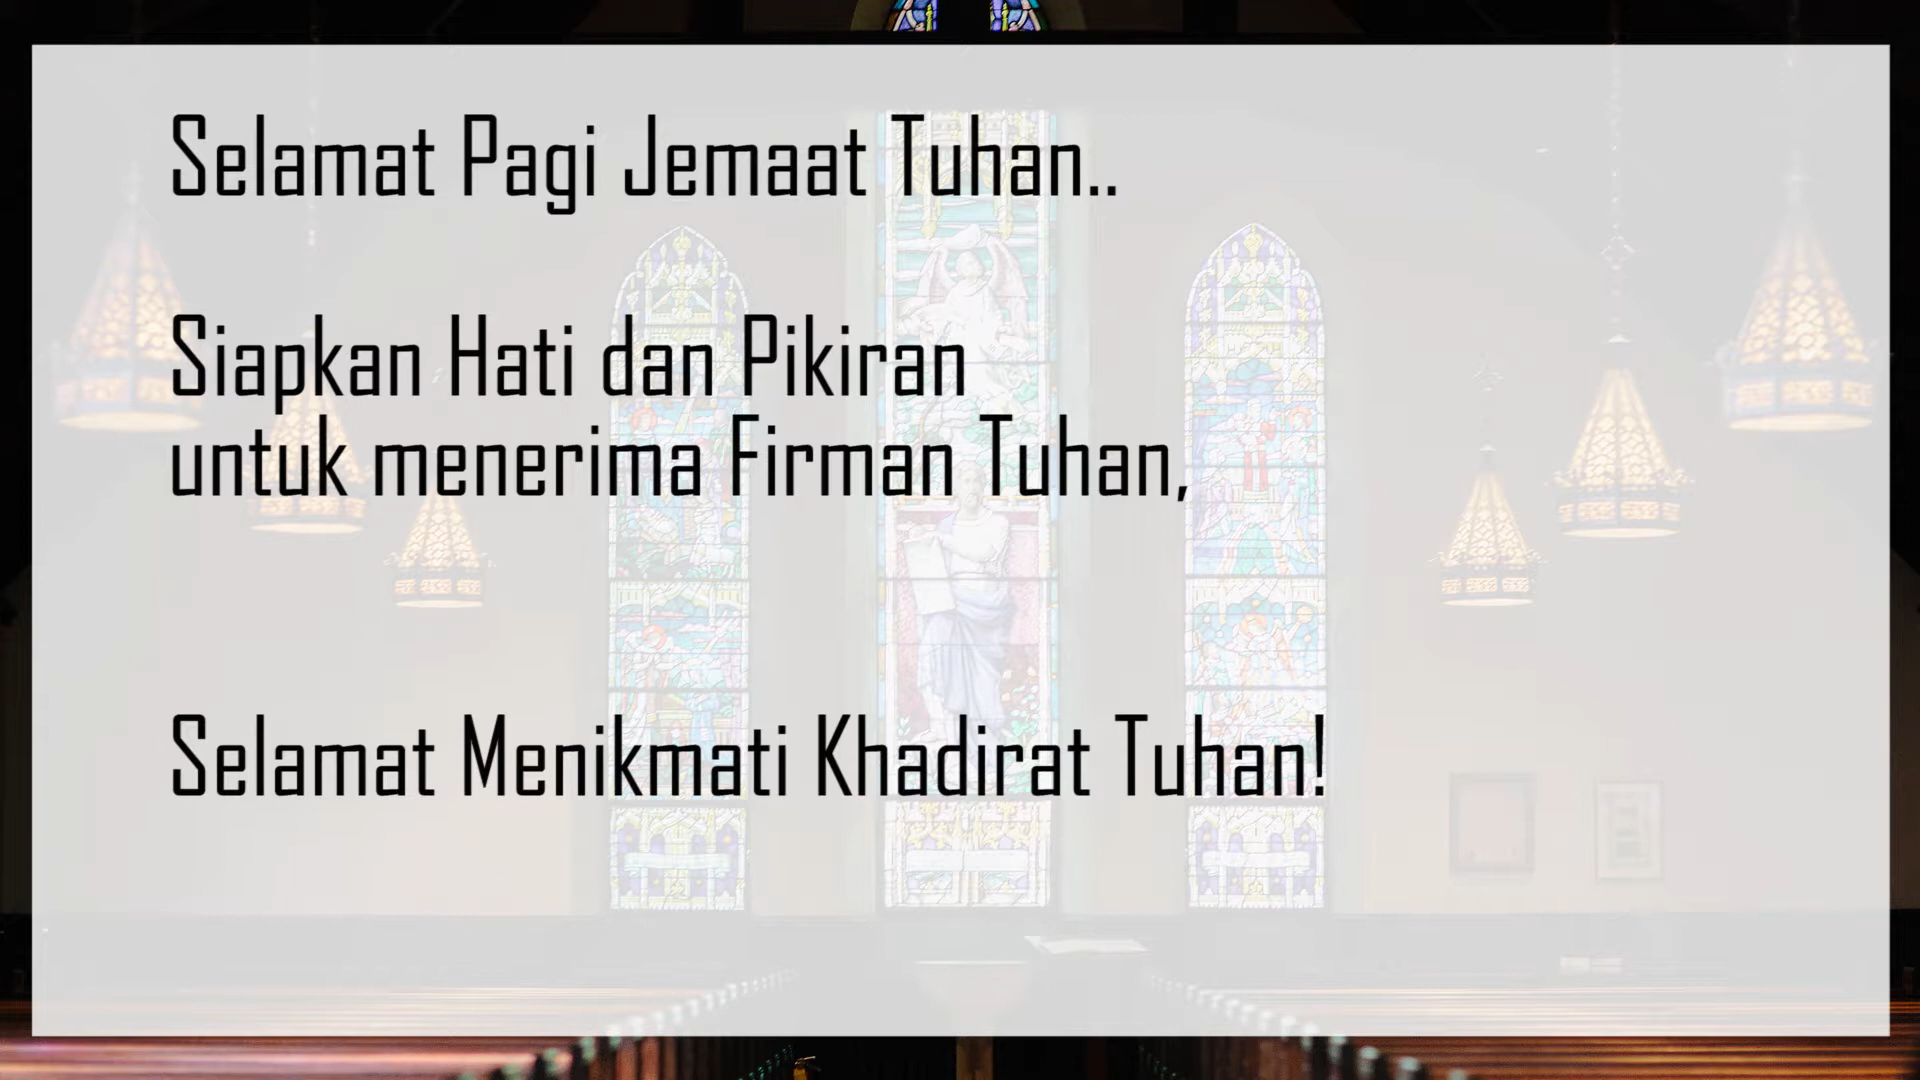 Selamat Pagi Jemaat Tuhan..
Siapkan Hati dan Pikiran
untuk menerima Firman Tuhan,
Selamat Menikmati Khadirat Tuhan!